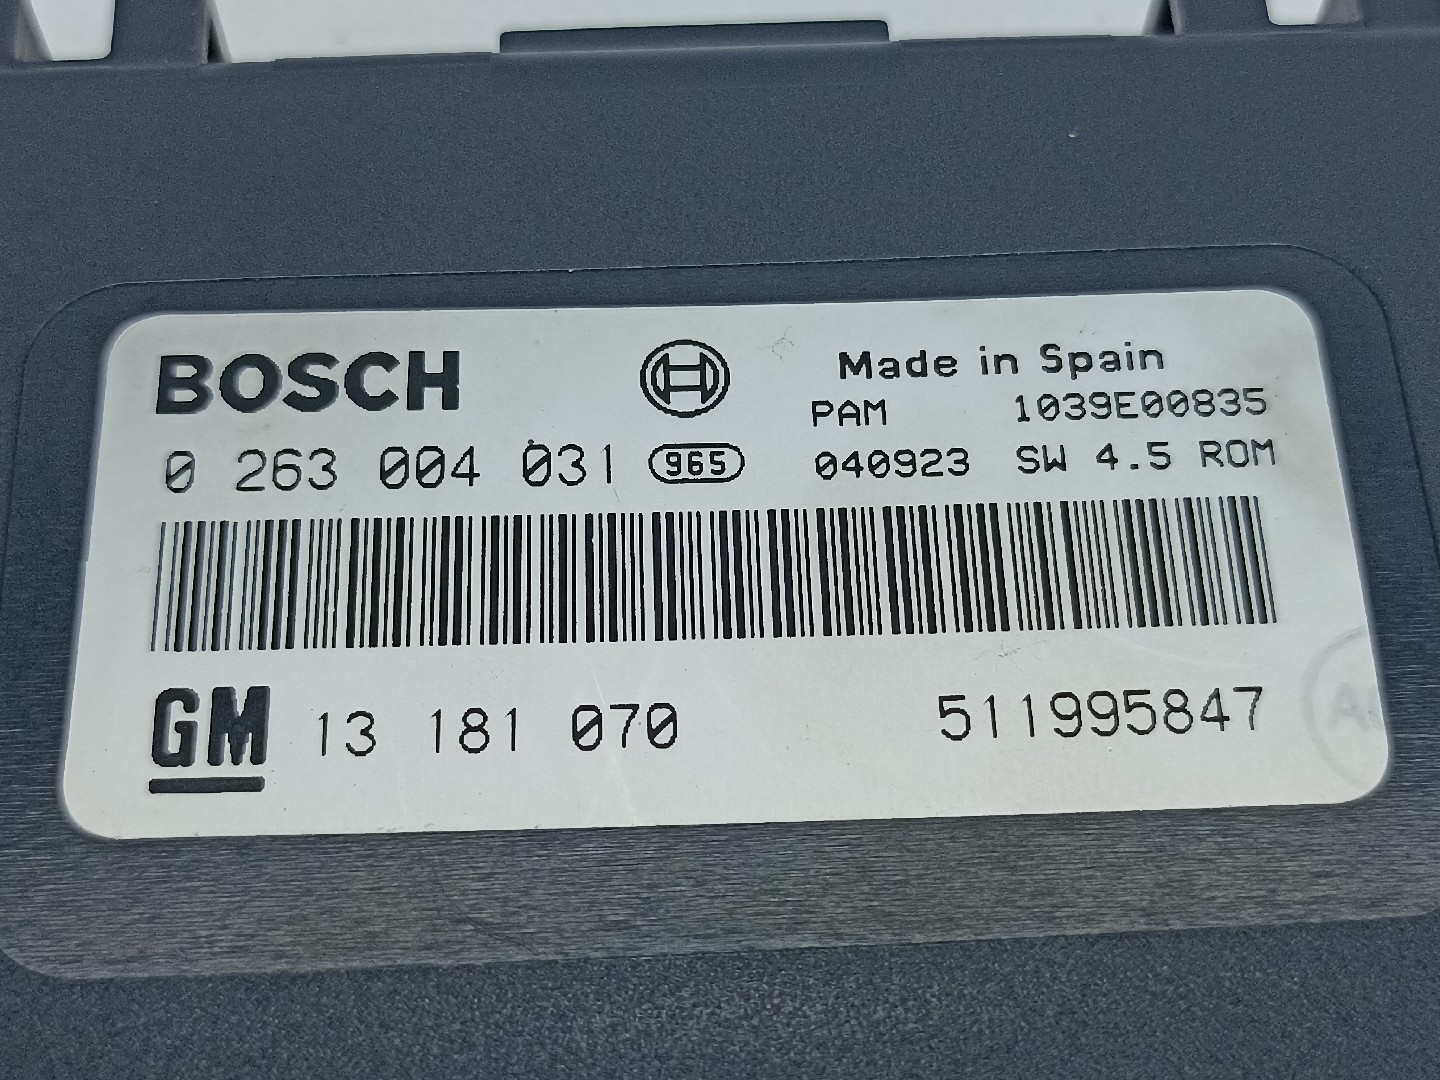 BOSCH
Made in Spain
PAM 1039E00835
0 263 004 031 965 040923 SW 4.5 ROM
GM 13 181 070 511995847